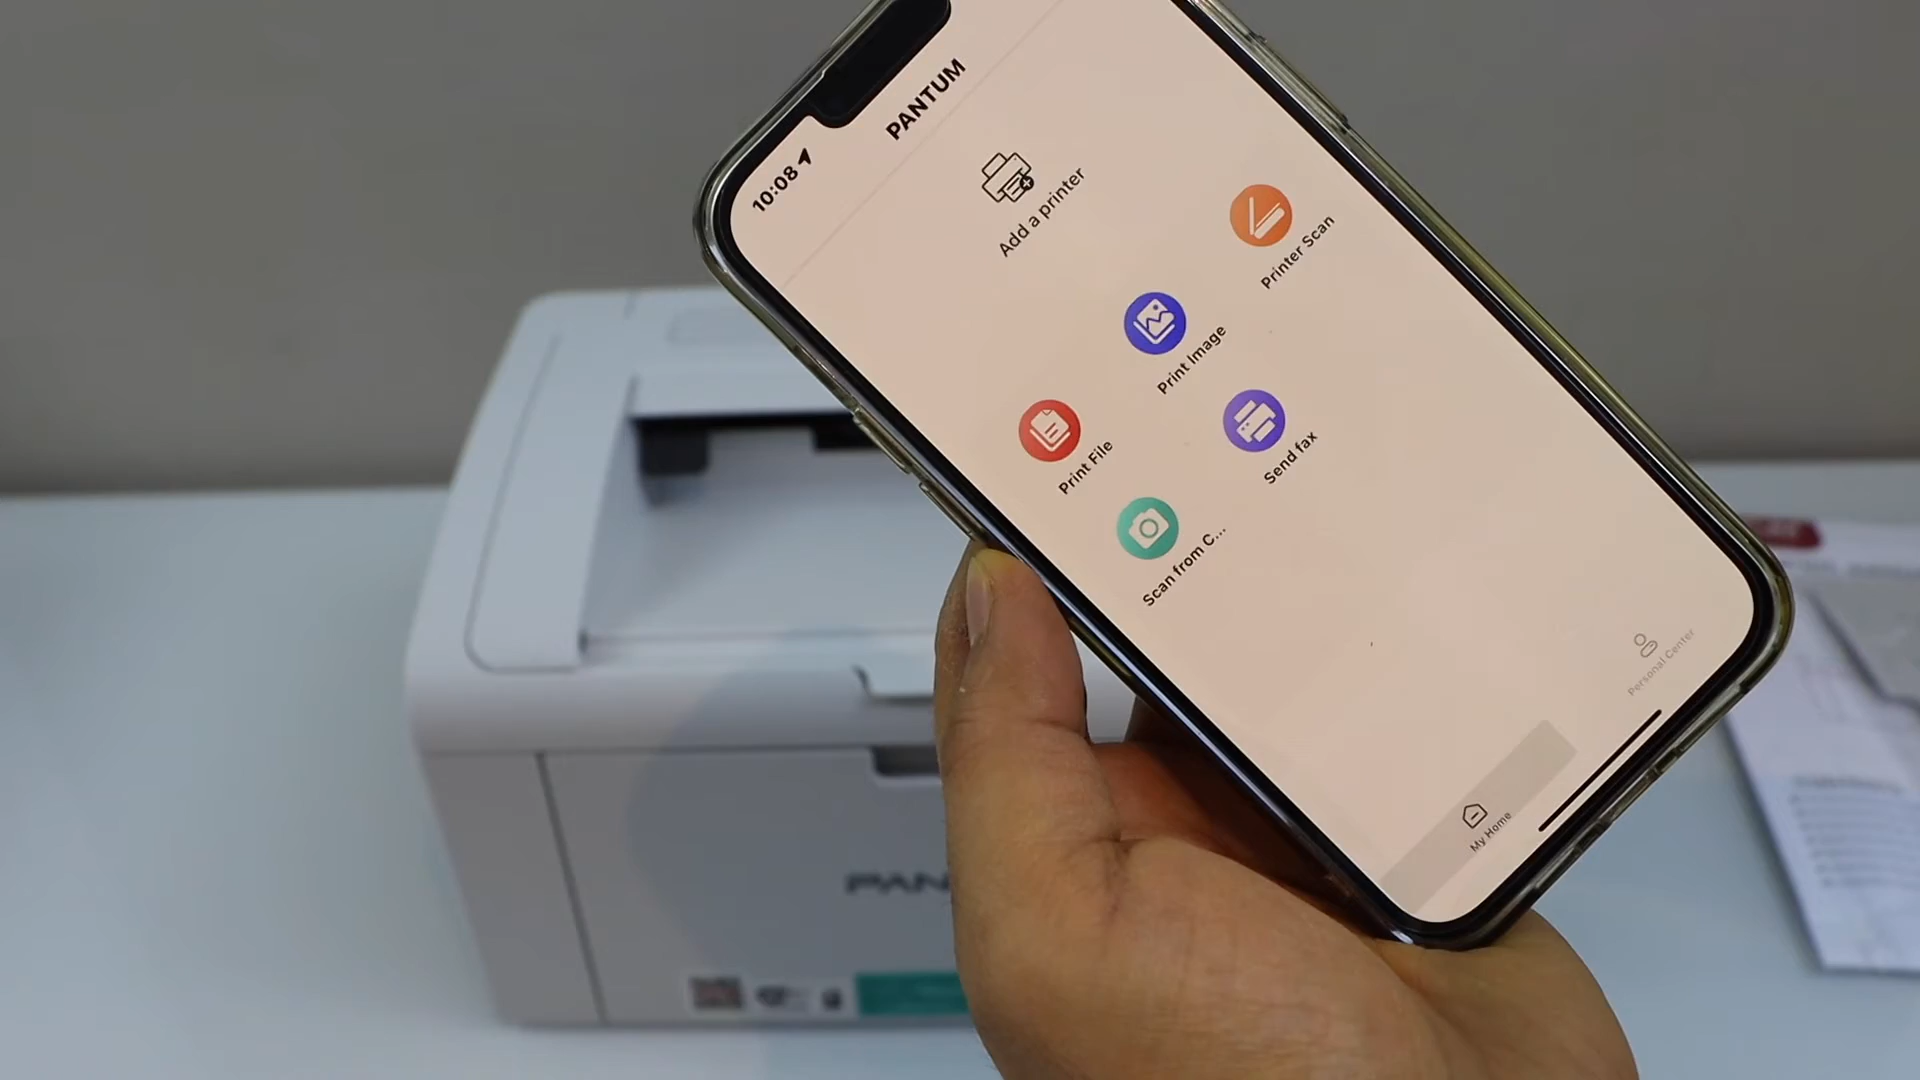 10:08
PANTUM
Add a printer
Print File
Print Image
Printer Scan
Scan from C...
Send fax
My Home
Personal Center
PAN